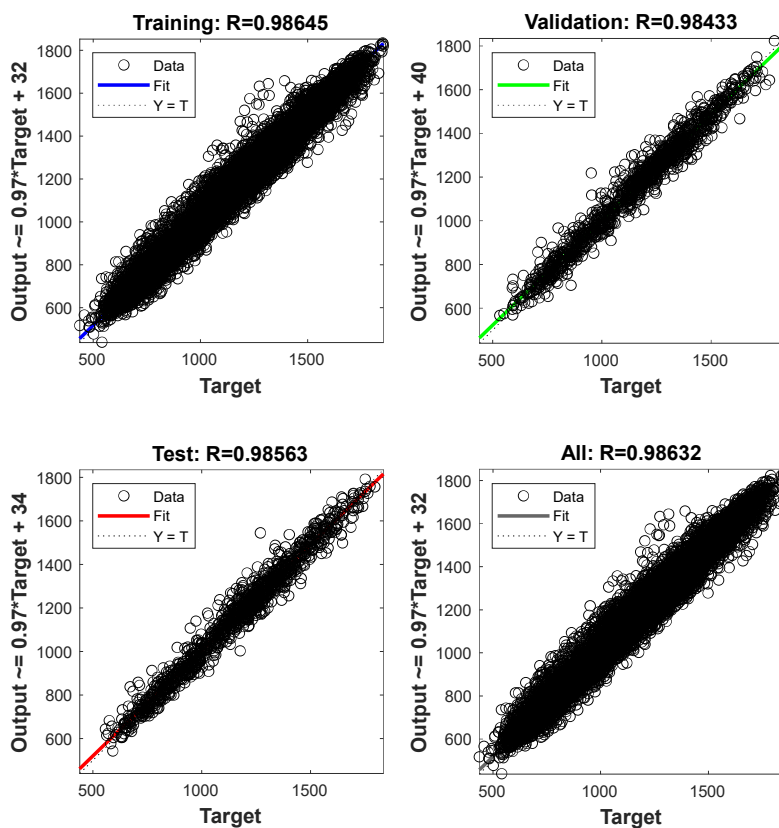 Training: R=0.98645
Output ~= 0.97*Target + 32
1800
1600
1400
1200
1000
800
600
Data
Fit
Y = T
500
1000
1500
Target
Validation: R=0.98433
Output ~= 0.97*Target + 40
1800
1600
1400
1200
1000
800
600
Data
Fit
Y = T
500
1000
1500
Target
Test: R=0.98563
Output ~= 0.97*Target + 34
1800
1600
1400
1200
1000
800
600
Data
Fit
Y = T
500
1000
1500
Target
All: R=0.98632
Output ~= 0.97*Target + 32
1800
1600
1400
1200
1000
800
600
Data
Fit
Y = T
500
1000
1500
Target